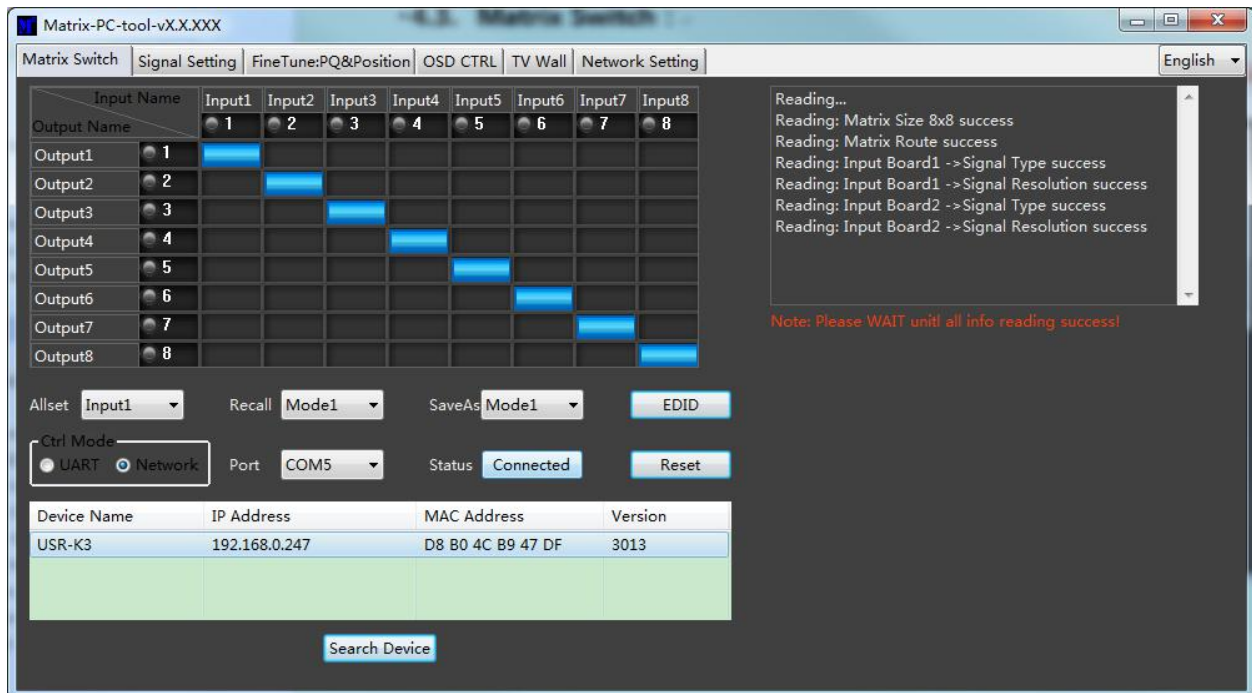 4.3. Matrix Switch :
Matrix-PC-tool-vX.X.XXX
Matrix Switch Signal Setting FineTune:PQ&Position OSD CTRL TV Wall Network Setting English
Input Name Input1 Input2 Input3 Input4 Input5 Input6 Input7 Input8
Output Name 1 2 3 4 5 6 7 8
Output1 1
Output2 2
Output3 3
Output4 4
Output5 5
Output6 6
Output7 7
Output8 8
Reading...
Reading: Matrix Size 8x8 success
Reading: Matrix Route success
Reading: Input Board1 ->Signal Type success
Reading: Input Board1 ->Signal Resolution success
Reading: Input Board2 ->Signal Type success
Reading: Input Board2 ->Signal Resolution success
Note: Please WAIT unitl all info reading success!
Allset Input1 Recall Mode1 SaveAs Mode1 EDID
Ctrl Mode
UART Network Port COM5 Status Connected Reset
Device Name IP Address MAC Address Version
USR-K3 192.168.0.247 D8 B0 4C B9 47 DF 3013
Search Device